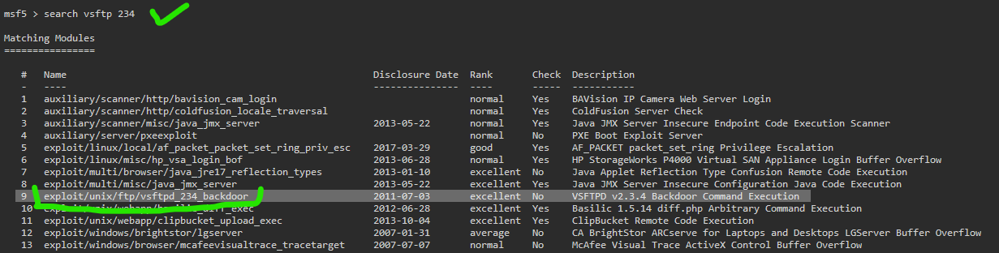 msf5 > search vsftp 234
Matching Modules
================
# Name Disclosure Date Rank Check Description
- ---- --------------- ---- ----- -----------
1 auxiliary/scanner/http/bavision_cam_login normal Yes BAVision IP Camera Web Server Login
2 auxiliary/scanner/http/coldfusion_locale_traversal normal Yes ColdFusion Server Check
3 auxiliary/scanner/misc/java_jmx_server 2013-05-22 normal Yes Java JMX Server Insecure Endpoint Code Execution Scanner
4 auxiliary/server/pxeexploit normal No PXE Boot Exploit Server
5 exploit/linux/local/af_packet_packet_set_ring_priv_esc 2017-03-29 good Yes AF_PACKET packet_set_ring Privilege Escalation
6 exploit/linux/misc/hp_vsa_login_bof 2013-06-28 normal Yes HP StorageWorks P4000 Virtual SAN Appliance Login Buffer Overflow
7 exploit/multi/browser/java_jre17_reflection_types 2013-01-10 excellent No Java Applet Reflection Type Confusion Remote Code Execution
8 exploit/multi/misc/java_jmx_server 2013-05-22 excellent Yes Java JMX Server Insecure Configuration Java Code Execution
9 exploit/unix/ftp/vsftpd_234_backdoor 2011-07-03 excellent No VSFTPD v2.3.4 Backdoor Command Execution
10 exploit/unix/webapp/basilic_diff_exec 2012-06-28 excellent Yes Basilic 1.5.14 diff.php Arbitrary Command Execution
11 exploit/unix/webapp/clipbucket_upload_exec 2013-10-04 excellent Yes ClipBucket Remote Code Execution
12 exploit/windows/brightstor/lgserver 2007-01-31 average No CA BrightStor ARCserve for Laptops and Desktops LGServer Buffer Overflow
13 exploit/windows/browser/mcafeevisualtrace_tracetarget 2007-07-07 normal No McAfee Visual Trace ActiveX Control Buffer Overflow